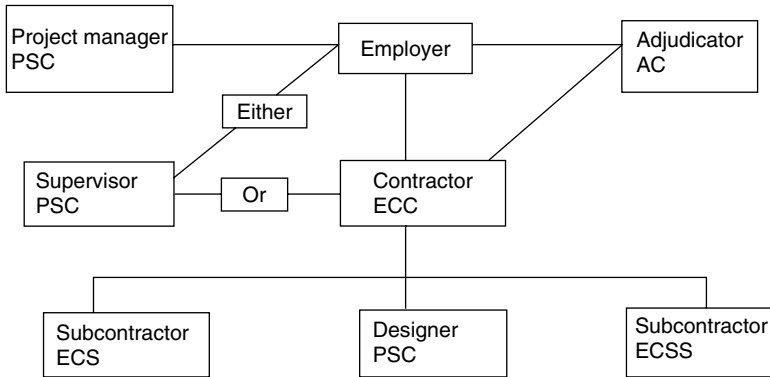 Project manager
PSC
Employer
Adjudicator
AC
Either
Supervisor
PSC
Or
Contractor
ECC
Subcontractor
ECS
Designer
PSC
Subcontractor
ECSS